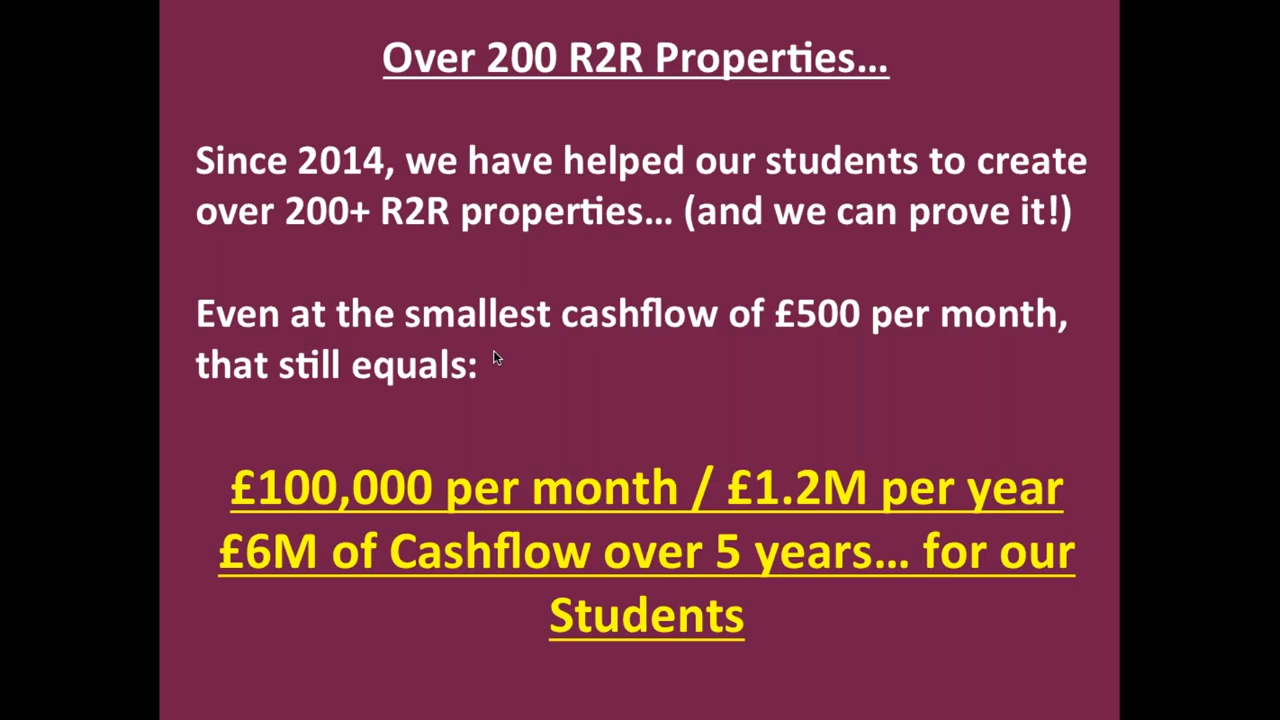 Over 200 R2R Properties...
Since 2014, we have helped our students to create
over 200+ R2R properties... (and we can prove it!)
Even at the smallest cashflow of £500 per month,
that still equals:
£100,000 per month / £1.2M per year
£6M of Cashflow over 5 years... for our
Students